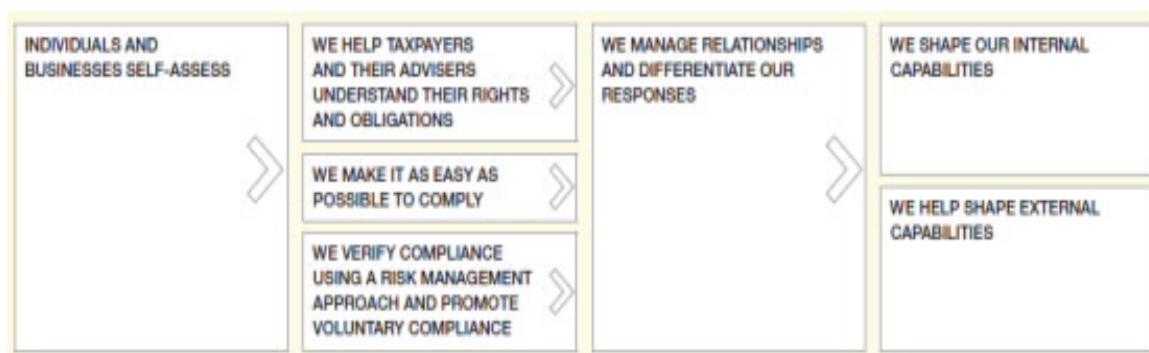 INDIVIDUALS AND
BUSINESSES SELF-ASSESS
WE HELP TAXPAYERS
AND THEIR ADVISERS
UNDERSTAND THEIR RIGHTS
AND OBLIGATIONS
WE MAKE IT AS EASY AS
POSSIBLE TO COMPLY
WE VERIFY COMPLIANCE
USING A RISK MANAGEMENT
APPROACH AND PROMOTE
VOLUNTARY COMPLIANCE
WE MANAGE RELATIONSHIPS
AND DIFFERENTIATE OUR
RESPONSES
WE SHAPE OUR INTERNAL
CAPABILITIES
WE HELP SHAPE EXTERNAL
CAPABILITIES